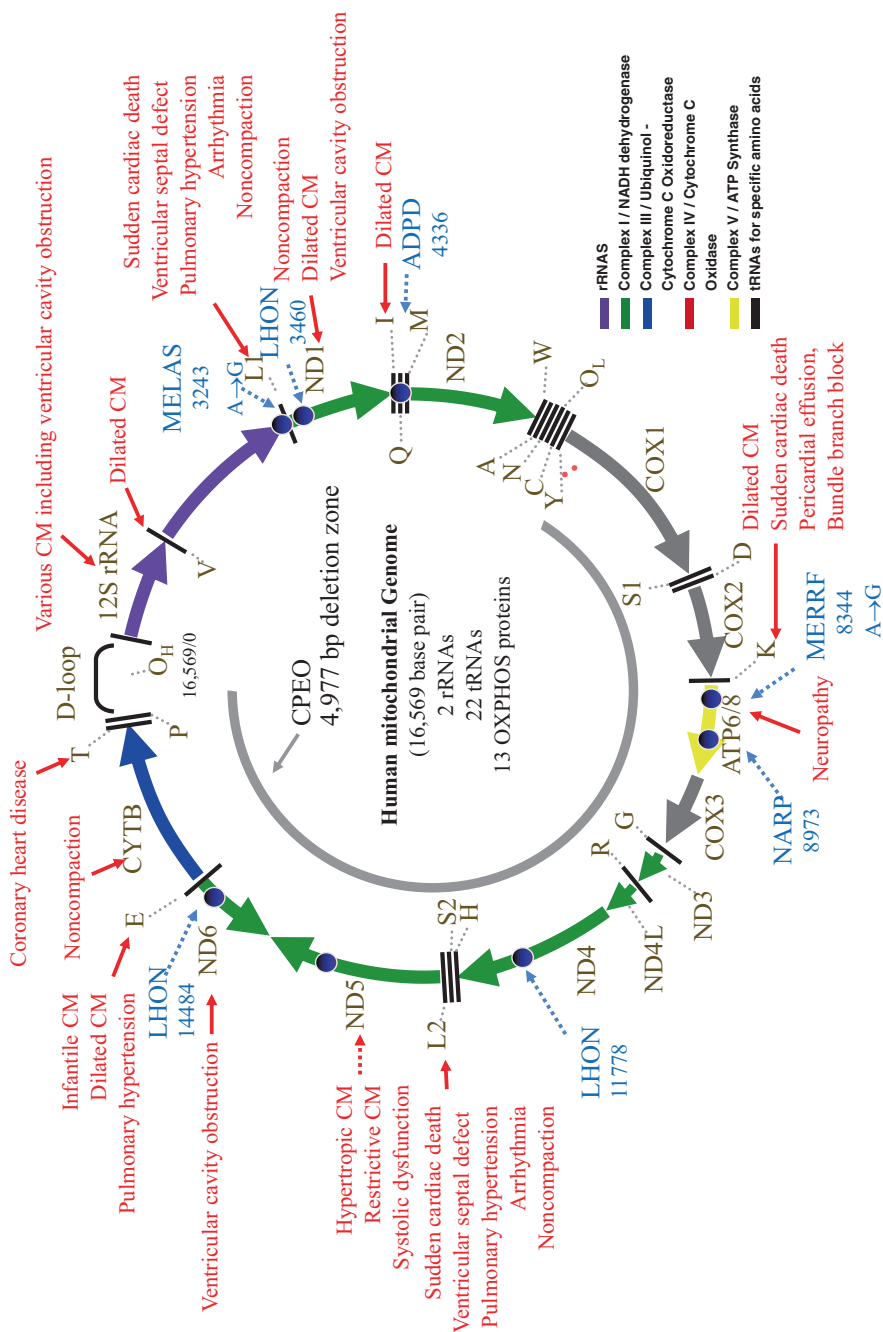 Various CM including ventricular cavity obstruction
Coronary heart disease
Noncompaction
Infantile CM
Dilated CM
Pulmonary hypertension
LHON
14484
Ventricular cavity obstruction
Hypertropic CM
Restrictive CM
Systolic dysfunction
Sudden cardiac death
Ventricular septal defect
Pulmonary hypertension
Arrhythmia
Noncompaction
LHON
11778
T
D-loop
12S rRNA
Dilated CM
MELAS
3243
A→G
Sudden cardiac death
Ventricular septal defect
Pulmonary hypertension
Arrhythmia
Noncompaction
L1
LHON
3460
Noncompaction
Dilated CM
Ventricular cavity obstruction
ND1
E
CYTB
P
OH
16,569/0
V
ND6
ND5
L2
S2
H
ND4
ND4L
ND3
R
G
CPEO
4,977 bp deletion zone
Human mitochondrial Genome
(16,569 base pair)
2 rRNAs
22 tRNAs
13 OXPHOS proteins
I
Dilated CM
ADPD
4336
M
Q
ND2
A
N
C
Y
W
OL
COX1
S1
D
COX2
K
Dilated CM
Sudden cardiac death
Pericardial effusion,
Bundle branch block
COX3
ATP6/8
NARP
8973
Neuropathy
MERRF
8344
A→G
rRNAS
Complex I / NADH dehydrogenase
Complex III / Ubiquinol -
Cytochrome C Oxidoreductase
Complex IV / Cytochrome C
Oxidase
Complex V / ATP Synthase
tRNAs for specific amino acids